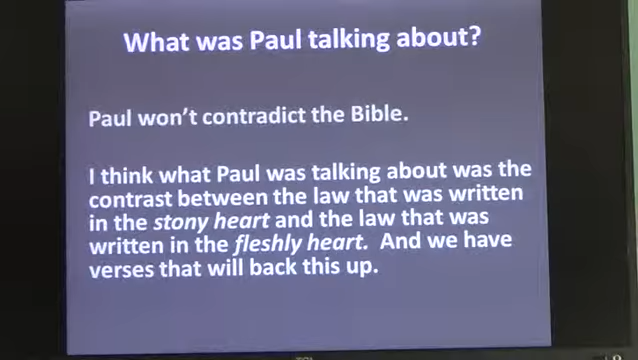 What was Paul talking about?
Paul won't contradict the Bible.
I think what Paul was talking about was the
contrast between the law that was written
in the stony heart and the law that was
written in the fleshly heart. And we have
verses that will back this up.